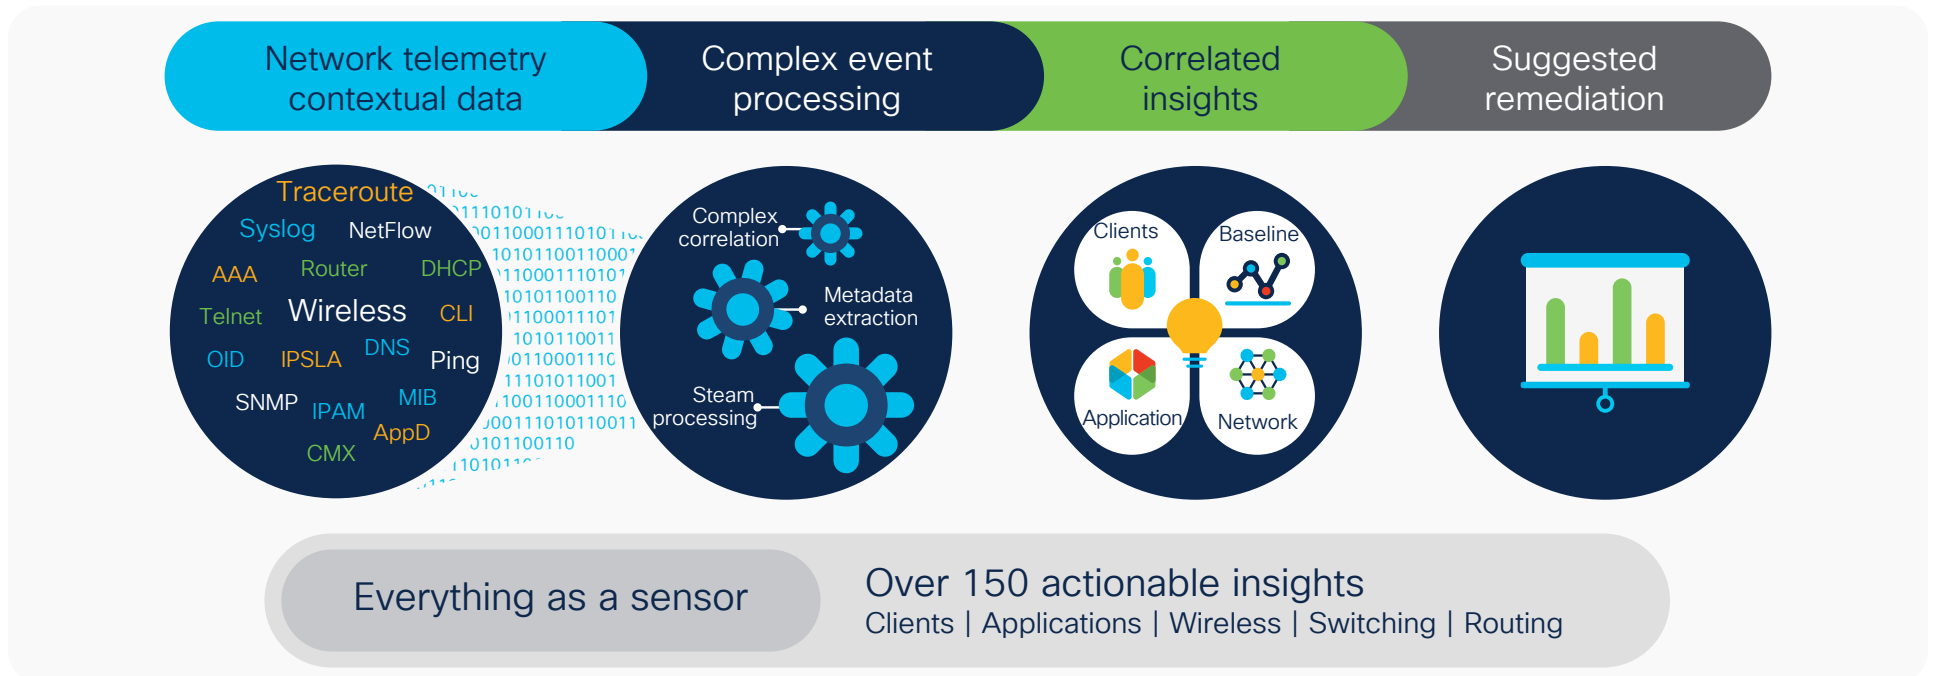 Network telemetry
contextual data
Complex event
processing
Correlated
insights
Suggested
remediation
Traceroute
Syslog NetFlow
AAA Router DHCP
Telnet Wireless CLI
OID IPSLA DNS Ping
SNMP IPAM MIB
AppD
CMX
Complex
correlation
Metadada
extraction
Steam
processing
Clients
Baseline
Application
Network
Everything as a sensor
Over 150 actionable insights
Clients | Applications | Wireless | Switching | Routing